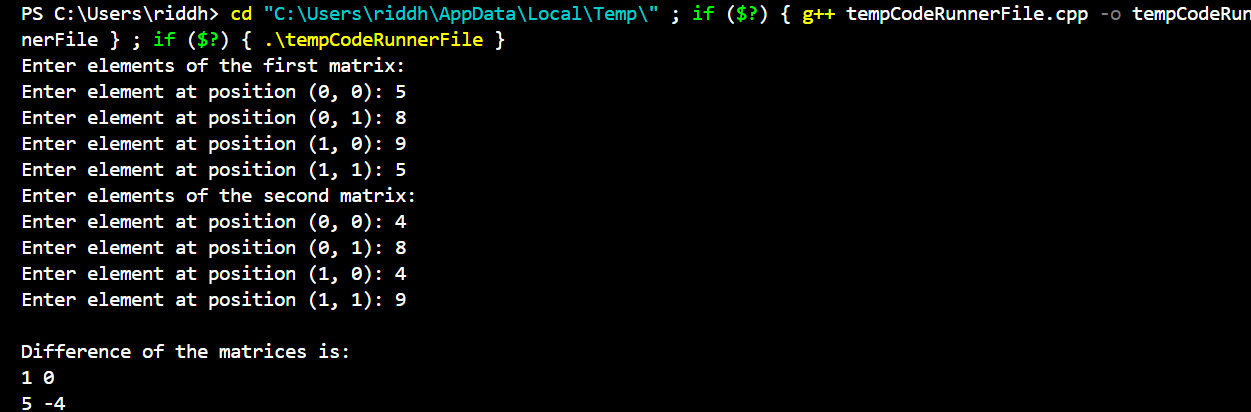 PS C:\Users\riddh> cd "C:\Users\riddh\AppData\Local\Temp\" ; if ($?) { g++ tempCodeRunnerFile.cpp -o tempCodeRun
nerFile } ; if ($?) { .\tempCodeRunnerFile }
Enter elements of the first matrix:
Enter element at position (0, 0): 5
Enter element at position (0, 1): 8
Enter element at position (1, 0): 9
Enter element at position (1, 1): 5
Enter elements of the second matrix:
Enter element at position (0, 0): 4
Enter element at position (0, 1): 8
Enter element at position (1, 0): 4
Enter element at position (1, 1): 9
Difference of the matrices is:
1 0
5 -4